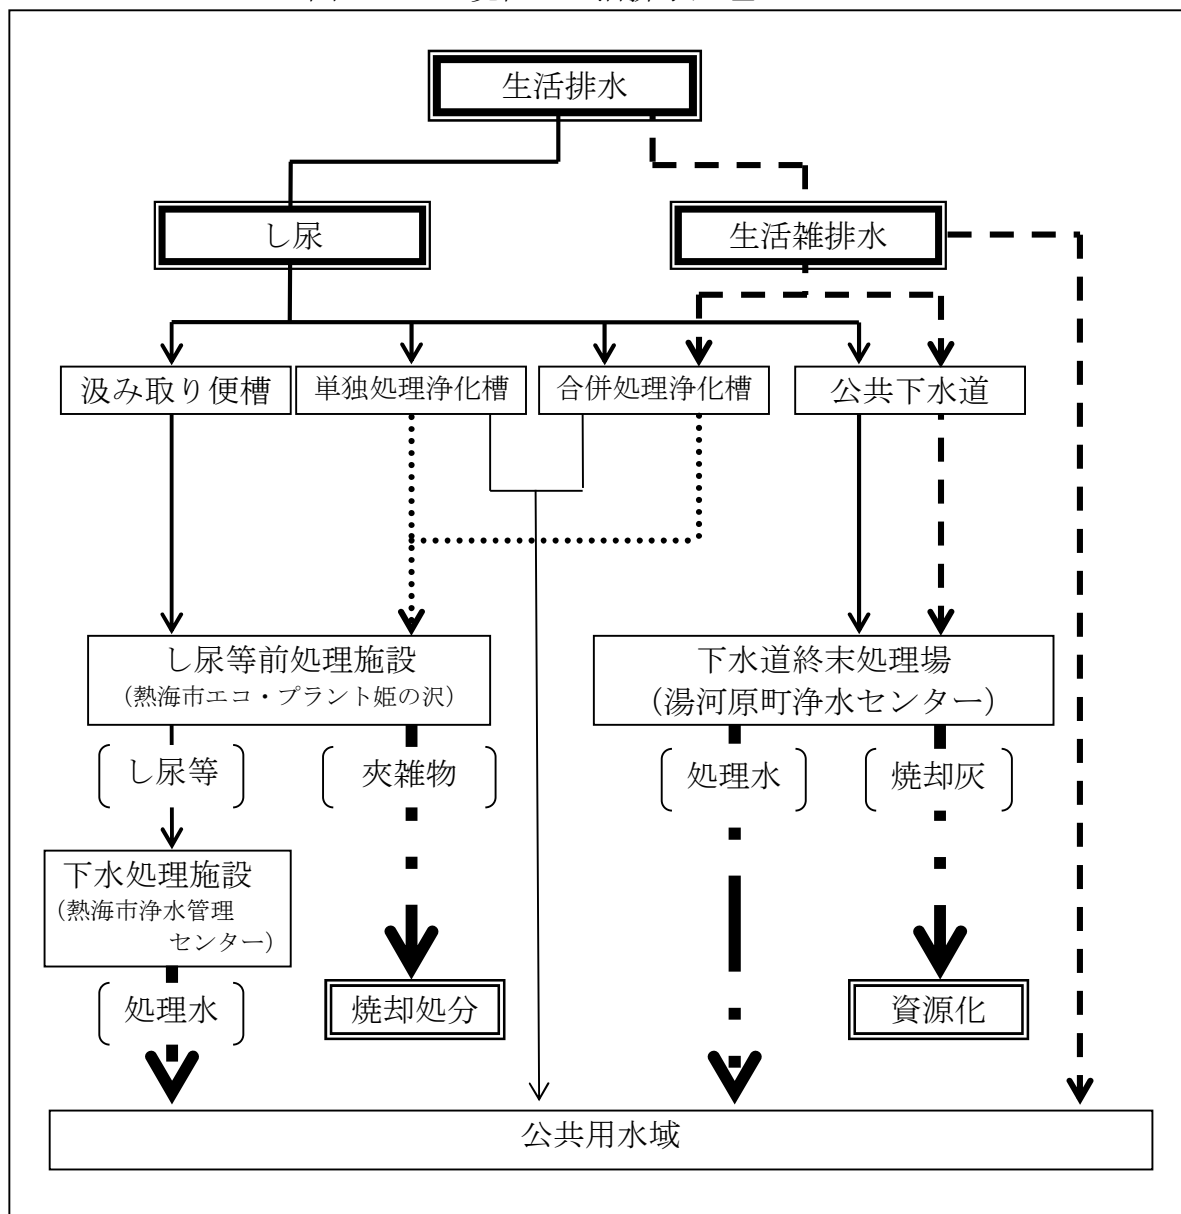 生活排水
し尿
生活雑排水
汲み取り便槽
単独処理浄化槽
合併処理浄化槽
公共下水道
し尿等前処理施設
（熱海市エコ・プラント姫の沢）
下水道終末処理場
（湯河原町浄水センター）
し尿等
夾雑物
処理水
焼却灰
下水処理施設
（熱海市浄水管理
センター）
処理水
焼却処分
資源化
公共用水域